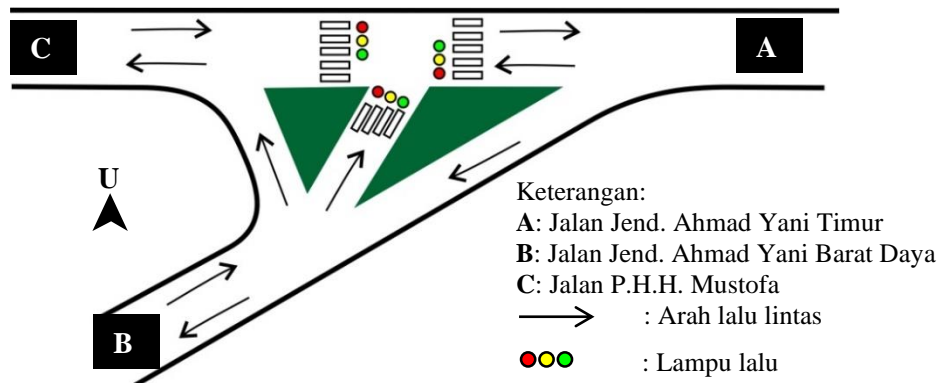 C
A
U
B
Keterangan:
A: Jalan Jend. Ahmad Yani Timur
B: Jalan Jend. Ahmad Yani Barat Daya
C: Jalan P.H.H. Mustofa
: Arah lalu lintas
: Lampu lalu